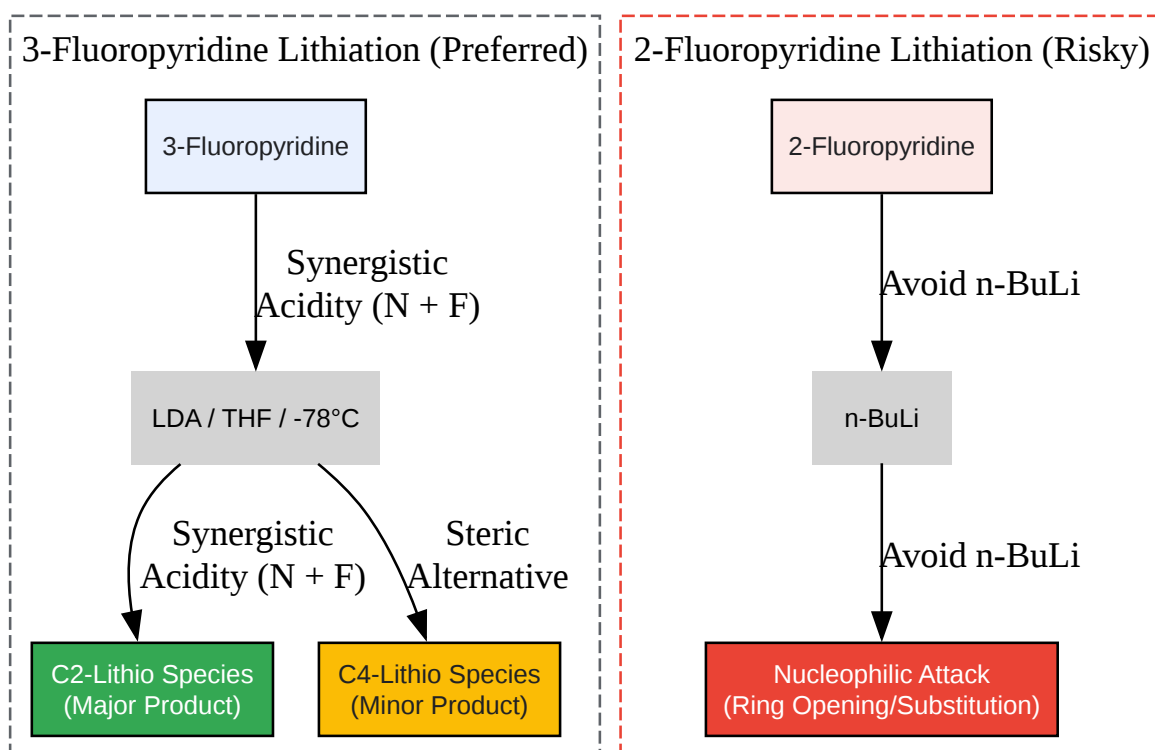 3-Fluoropyridine Lithiation (Preferred)
3-Fluoropyridine
Synergistic
Acidity (N + F)
LDA / THF / -78°C
Synergistic
Acidity (N + F)
Steric
Alternative
C2-Lithio Species
(Major Product)
C4-Lithio Species
(Minor Product)
2-Fluoropyridine Lithiation (Risky)
2-Fluoropyridine
Avoid n-BuLi
n-BuLi
Avoid n-BuLi
Nucleophilic Attack
(Ring Opening/Substitution)